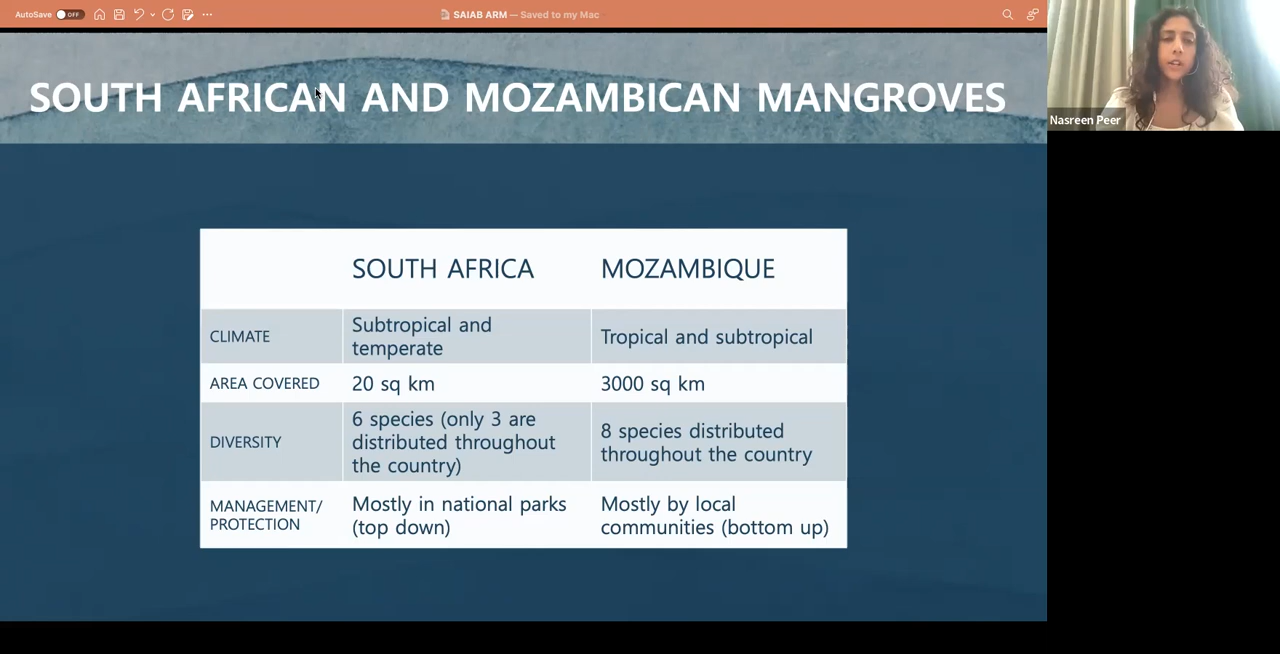 AutoSave OFF
SAIAB ARM — Saved to my Mac
SOUTH AFRICAN AND MOZAMBICAN MANGROVES
Nasreen Peer
SOUTH AFRICA
MOZAMBIQUE
CLIMATE
Subtropical and
temperate
Tropical and subtropical
AREA COVERED
20 sq km
3000 sq km
DIVERSITY
6 species (only 3 are
distributed throughout
the country)
8 species distributed
throughout the country
MANAGEMENT/
PROTECTION
Mostly in national parks
(top down)
Mostly by local
communities (bottom up)